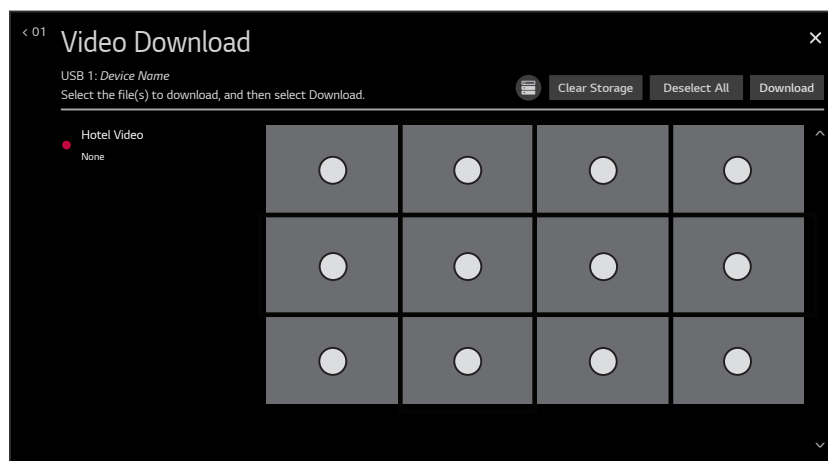 < 01
Video Download
USB 1: Device Name
Select the file(s) to download, and then select Download.
Clear Storage
Deselect All
Download
Hotel Video
None